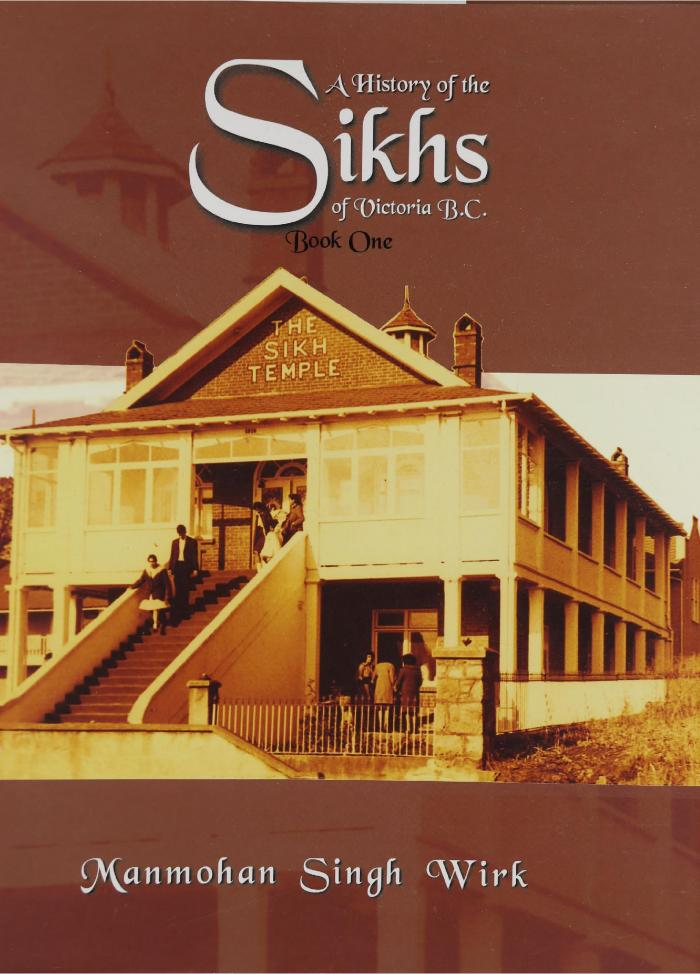 A History of the
Sikhs
of Victoria B.C.
Book One
THE
SIKH
TEMPLE
Manmohan Singh Wirk